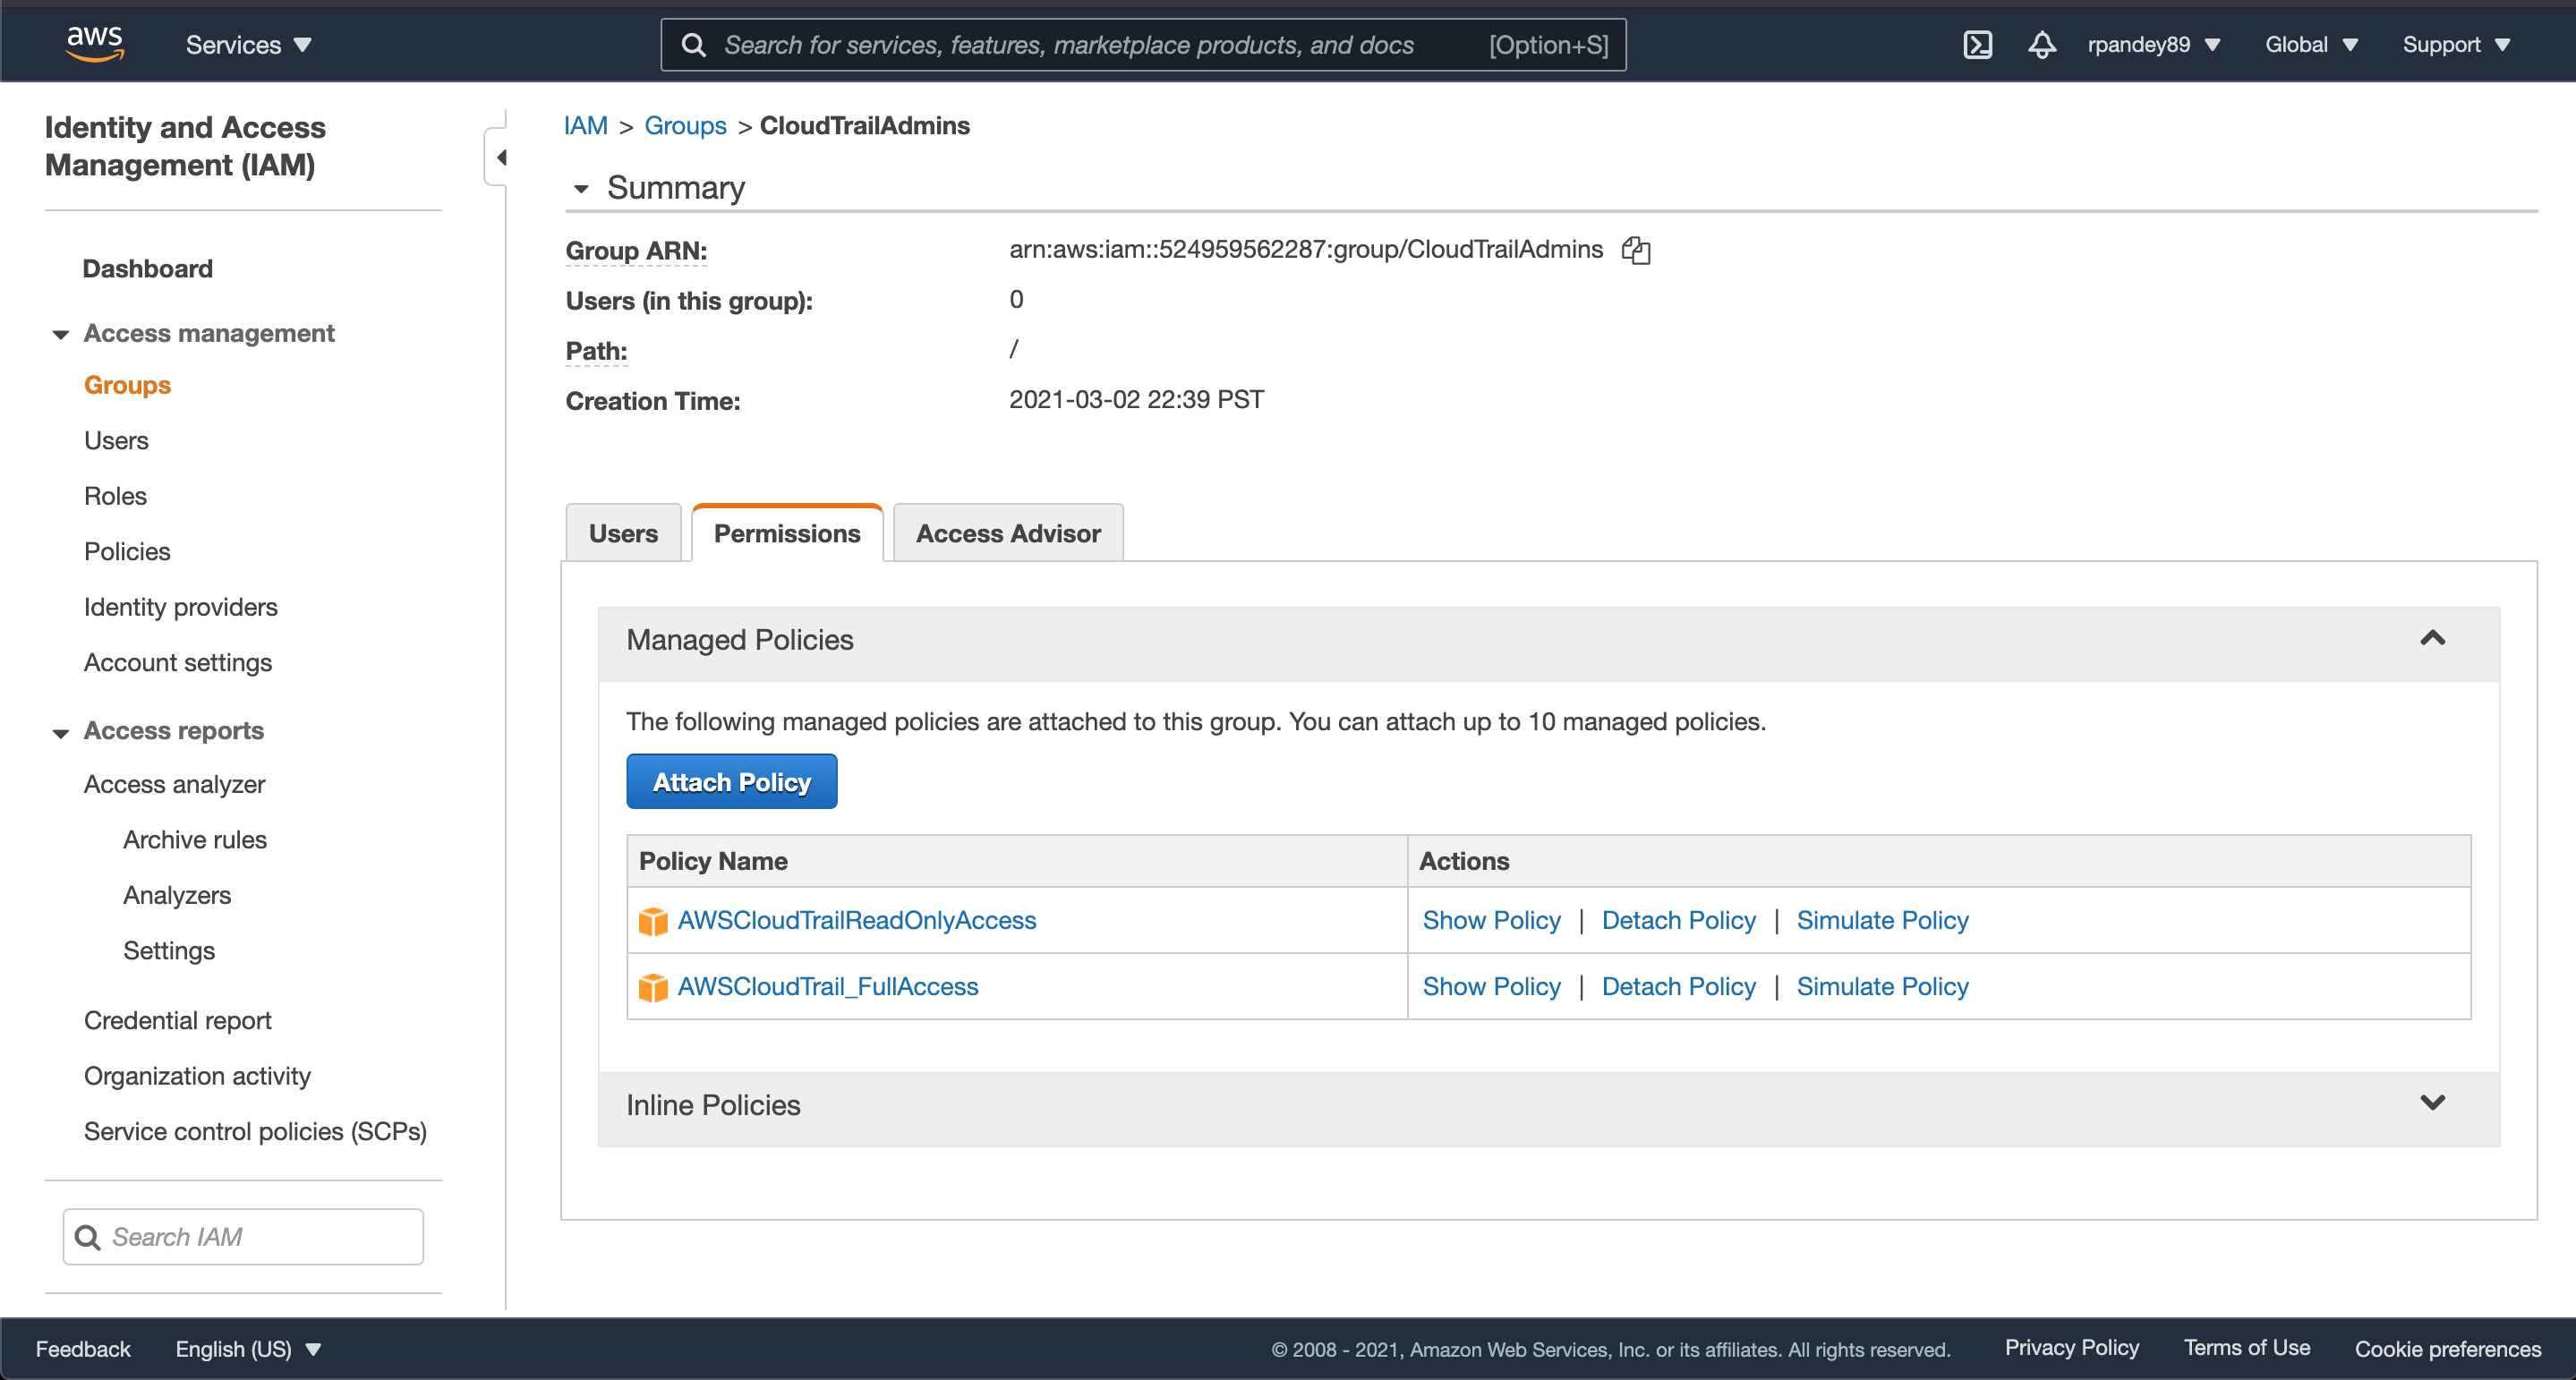 aws Services Search for services, features, marketplace products, and docs [Option+S] rpandey89 Global Support
Identity and Access
Management (IAM)
Dashboard
Access management
Groups
Users
Roles
Policies
Identity providers
Account settings
Access reports
Access analyzer
Archive rules
Analyzers
Settings
Credential report
Organization activity
Service control policies (SCPs)
Search IAM
IAM > Groups > CloudTrailAdmins
Summary
Group ARN: arn:aws:iam::524959562287:group/CloudTrailAdmins
Users (in this group): 0
Path: /
Creation Time: 2021-03-02 22:39 PST
Users Permissions Access Advisor
Managed Policies
The following managed policies are attached to this group. You can attach up to 10 managed policies.
Attach Policy
Policy Name Actions
AWSCloudTrailReadOnlyAccess Show Policy | Detach Policy | Simulate Policy
AWSCloudTrail_FullAccess Show Policy | Detach Policy | Simulate Policy
Inline Policies
Feedback English (US) © 2008 - 2021, Amazon Web Services, Inc. or its affiliates. All rights reserved. Privacy Policy Terms of Use Cookie preferences